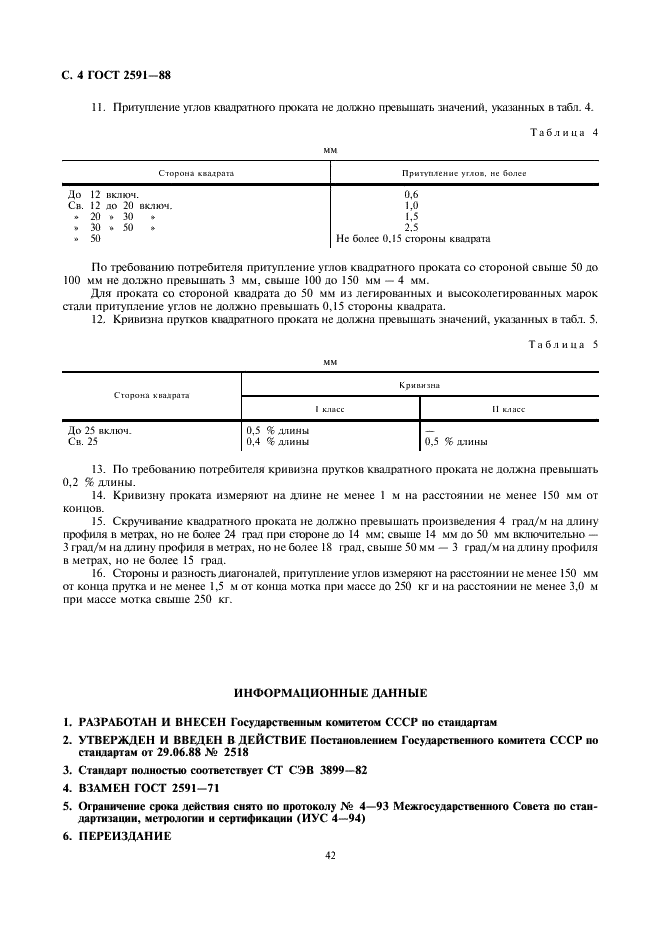 С. 4 ГОСТ 2591—88
11. Притупление углов квадратного проката не должно превышать значений, указанных в табл. 4.
Таблица 4
мм
Сторона квадрата Притупление углов, не более
До 12 включ. 0,6
Св. 12 до 20 включ. 1,0
» 20 » 30 » 1,5
» 30 » 50 » 2,5
» 50 Не более 0,15 стороны квадрата
По требованию потребителя притупление углов квадратного проката со стороной свыше 50 до
100 мм не должно превышать 3 мм, свыше 100 до 150 мм — 4 мм.
Для проката со стороной квадрата до 50 мм из легированных и высоколегированных марок
стали притупление углов не должно превышать 0,15 стороны квадрата.
12. Кривизна прутков квадратного проката не должна превышать значений, указанных в табл. 5.
Таблица 5
мм
Сторона квадрата Кривизна
I класс II класс
До 25 включ. 0,5 % длины —
Св. 25 0,4 % длины 0,5 % длины
13. По требованию потребителя кривизна прутков квадратного проката не должна превышать
0,2 % длины.
14. Кривизну проката измеряют на длине не менее 1 м на расстоянии не менее 150 мм от
концов.
15. Скручивание квадратного проката не должно превышать произведения 4 град/м на длину
профиля в метрах, но не более 24 град при стороне до 14 мм; свыше 14 мм до 50 мм включительно —
3 град/м на длину профиля в метрах, но не более 18 град, свыше 50 мм — 3 град/м на длину профиля
в метрах, но не более 15 град.
16. Стороны и разность диагоналей, притупление углов измеряют на расстоянии не менее 150 мм
от конца прутка и не менее 1,5 м от конца мотка при массе до 250 кг и на расстоянии не менее 3,0 м
при массе мотка свыше 250 кг.
ИНФОРМАЦИОННЫЕ ДАННЫЕ
1. РАЗРАБОТАН И ВНЕСЕН Государственным комитетом СССР по стандартам
2. УТВЕРЖДЕН И ВВЕДЕН В ДЕЙСТВИЕ Постановлением Государственного комитета СССР по
стандартам от 29.06.88 № 2518
3. Стандарт полностью соответствует СТ СЭВ 3899—82
4. ВЗАМЕН ГОСТ 2591—71
5. Ограничение срока действия снято по протоколу № 4—93 Межгосударственного Совета по стан-
дартизации, метрологии и сертификации (ИУС 4—94)
6. ПЕРЕИЗДАНИЕ
42